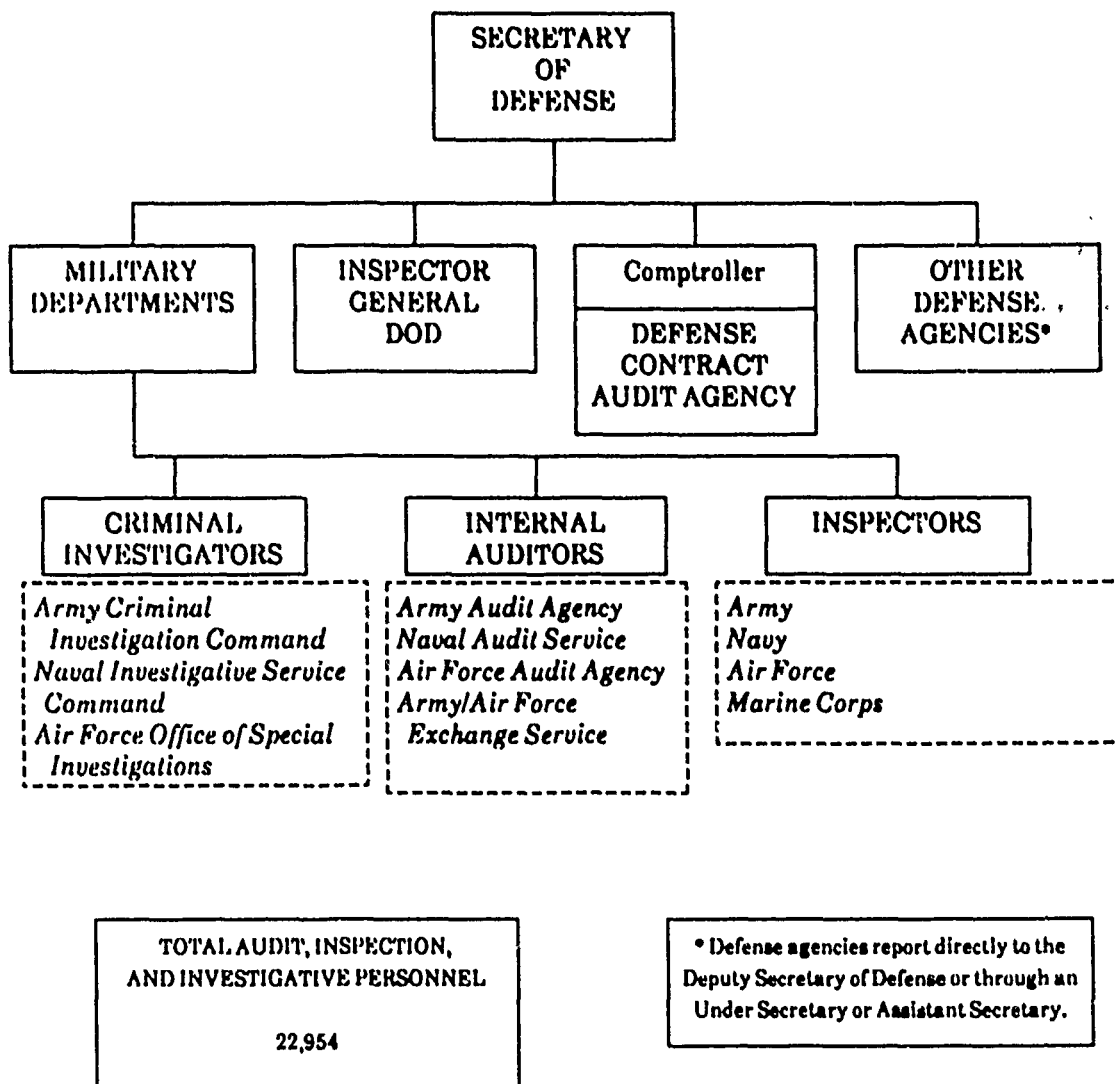 SECRETARY
OF
DEFENSE
MILITARY
DEPARTMENTS
INSPECTOR
GENERAL
DOD
Comptroller
DEFENSE
CONTRACT
AUDIT AGENCY
OTHER
DEFENSE
AGENCIES*
CRIMINAL
INVESTIGATORS
Army Criminal
Investigation Command
Naval Investigative Service
Command
Air Force Office of Special
Investigations
INTERNAL
AUDITORS
Army Audit Agency
Naval Audit Service
Air Force Audit Agency
Army/Air Force
Exchange Service
INSPECTORS
Army
Navy
Air Force
Marine Corps
TOTAL AUDIT, INSPECTION,
AND INVESTIGATIVE PERSONNEL
22,954
* Defense agencies report directly to the
Deputy Secretary of Defense or through an
Under Secretary or Assistant Secretary.